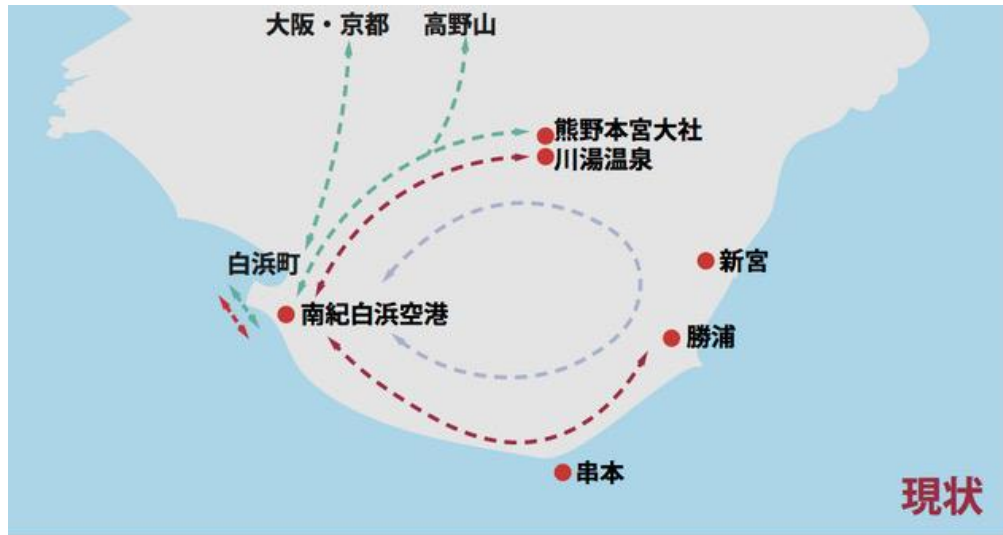 大阪・京都
高野山
熊野本宮大社
川湯温泉
白浜町
新宮
南紀白浜空港
勝浦
串本
現状